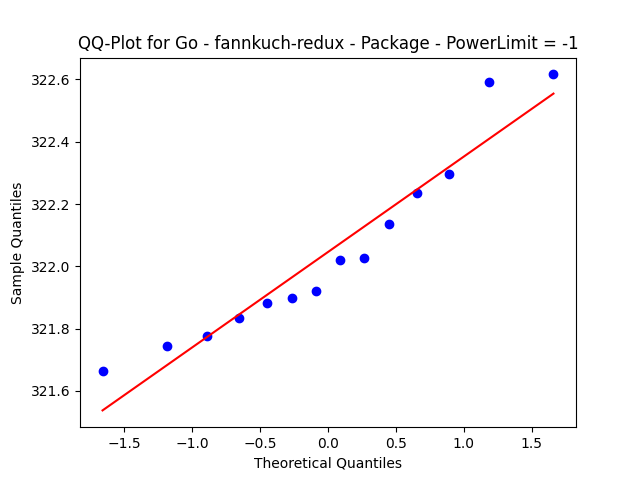 QQ-Plot for Go - fannkuch-redux - Package - PowerLimit = -1
322.6
322.4
322.2
322.0
321.8
321.6
Sample Quantiles
−1.5 −1.0 −0.5 0.0 0.5 1.0 1.5
Theoretical Quantiles